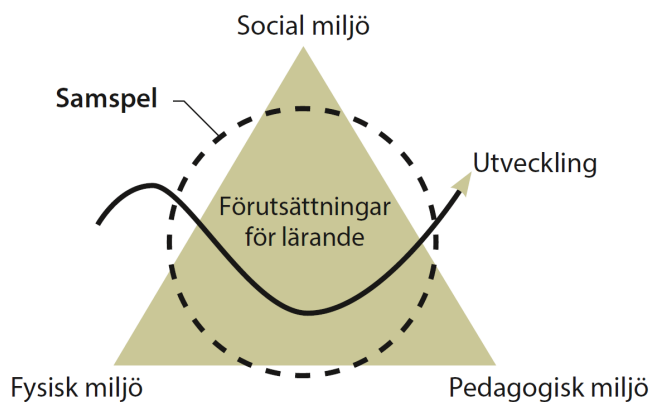 Social miljö
Samspel
Utveckling
Förutsättningar
för lärande
Fysisk miljö
Pedagogisk miljö